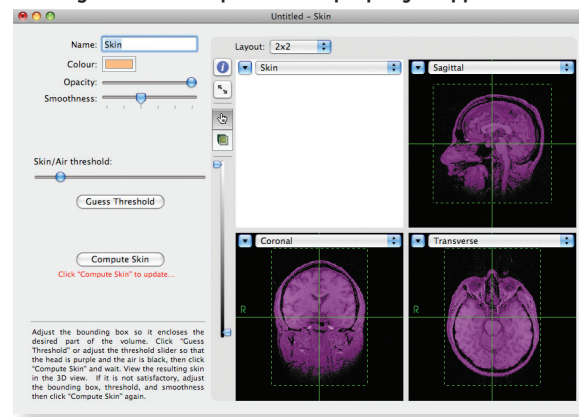 Untitled – Skin
Name: Skin
Colour:
Opacity:
Smoothness:
Skin/Air threshold:
Guess Threshold
Compute Skin
Click "Compute Skin" to update...
Adjust the bounding box so it encloses the
desired part of the volume. Click "Guess
Threshold" or adjust the threshold slider so that
the head is purple and the air is black, then click
"Compute Skin" and wait. View the resulting skin
in the 3D view. If it is not satisfactory, adjust
the bounding box, threshold, and smoothness
then click "Compute Skin" again.
Layout: 2x2
Skin
Sagittal
Coronal
R
Transverse
R